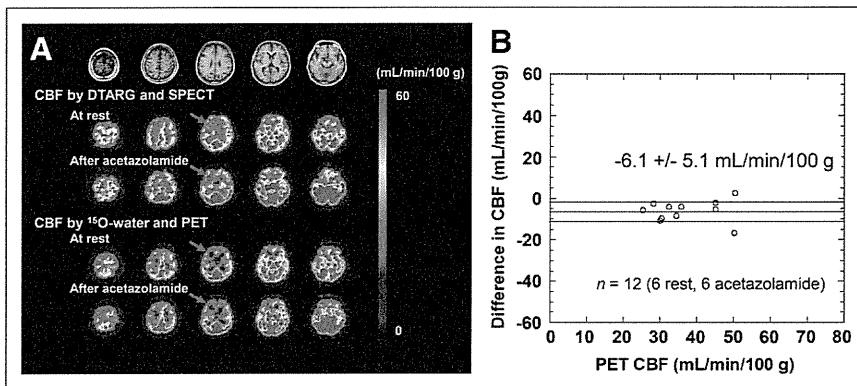 A
(mL/min/100 g)
60
CBF by DTARG and SPECT
At rest
After acetazolamide
CBF by ¹⁵O-water and PET
At rest
After acetazolamide
0
B
Difference in CBF (mL/min/100g)
60
40
20
0
-20
-40
-60
-6.1 +/- 5.1 mL/min/100 g
n = 12 (6 rest, 6 acetazolamide)
0 10 20 30 40 50 60 70 80
PET CBF (mL/min/100 g)